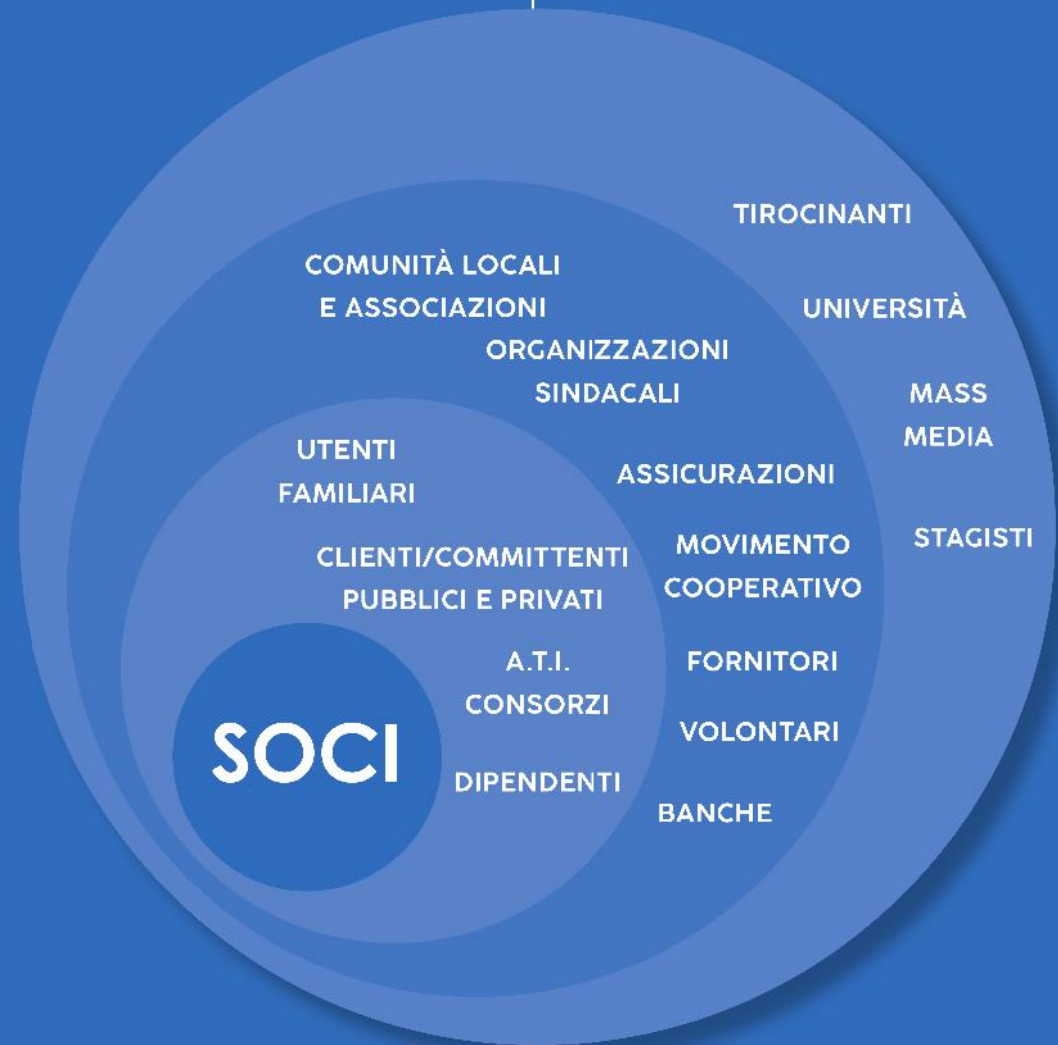 TIROCINANTI
COMUNITÀ LOCALI
E ASSOCIAZIONI
UNIVERSITÀ
ORGANIZZAZIONI
SINDACALI
MASS
MEDIA
UTENTI
FAMILIARI
ASSICURAZIONI
STAGISTI
CLIENTI/COMMITTENTI
PUBBLICI E PRIVATI
MOVIMENTO
COOPERATIVO
A.T.I.
CONSORZI
FORNITORI
VOLONTARI
SOCI
DIPENDENTI
BANCHE